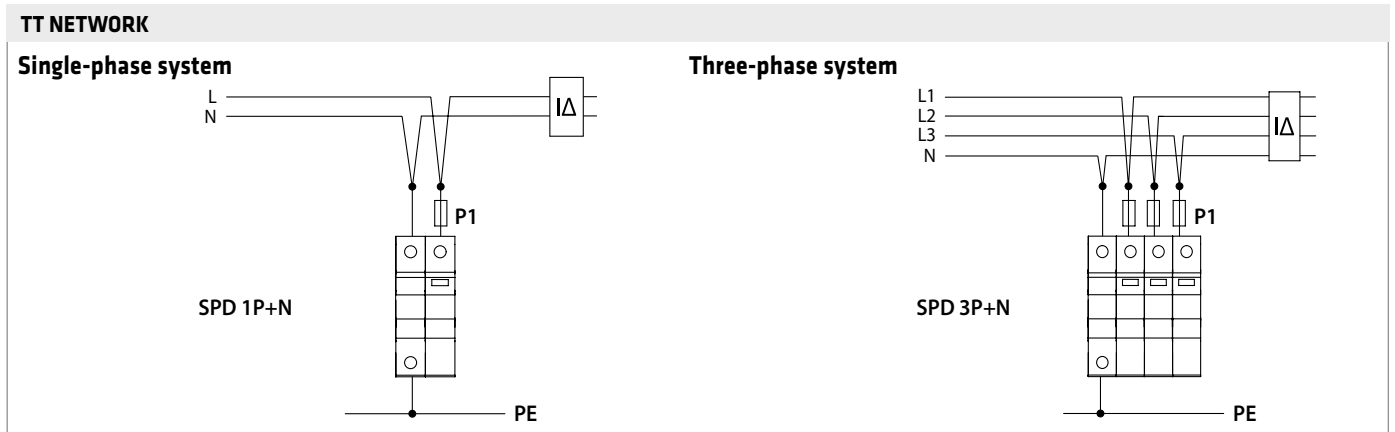 TT NETWORK
Single-phase system
L
N
IΔ
P1
SPD 1P+N
PE
Three-phase system
L1
L2
L3
N
IΔ
P1
SPD 3P+N
PE